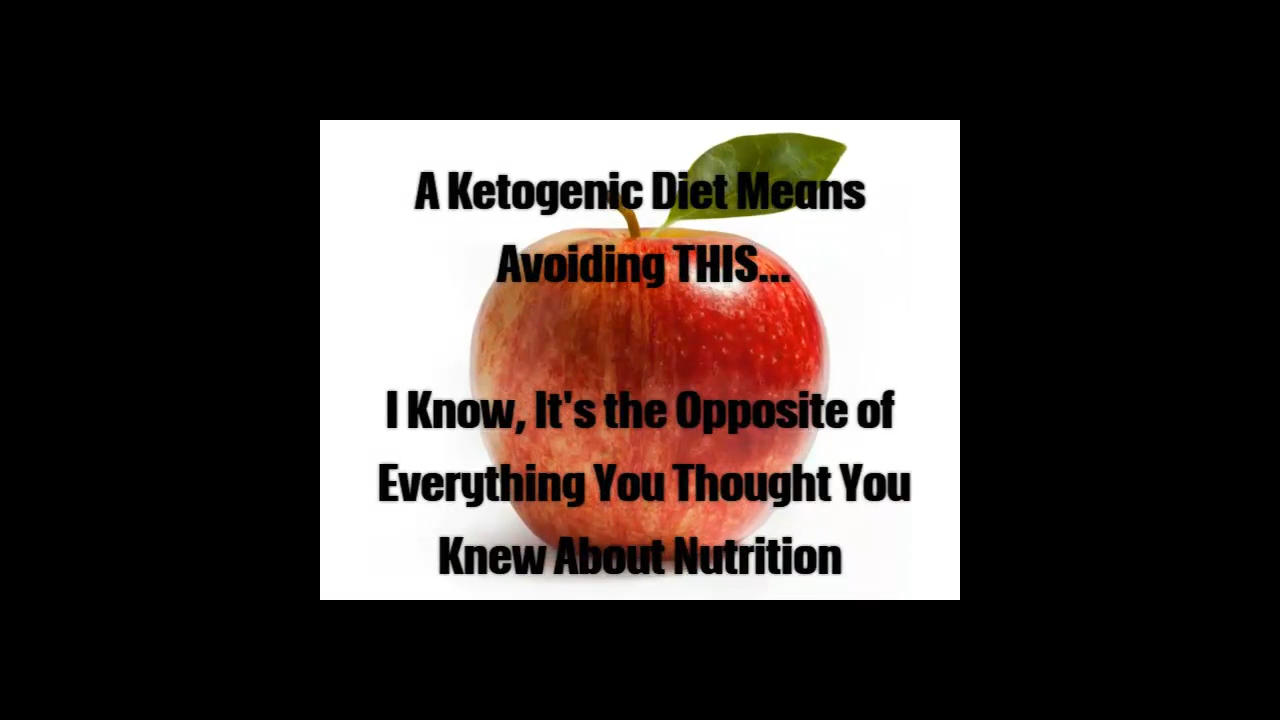 A Ketogenic Diet Means
Avoiding THIS...
I Know, It's the Opposite of
Everything You Thought You
Knew About Nutrition